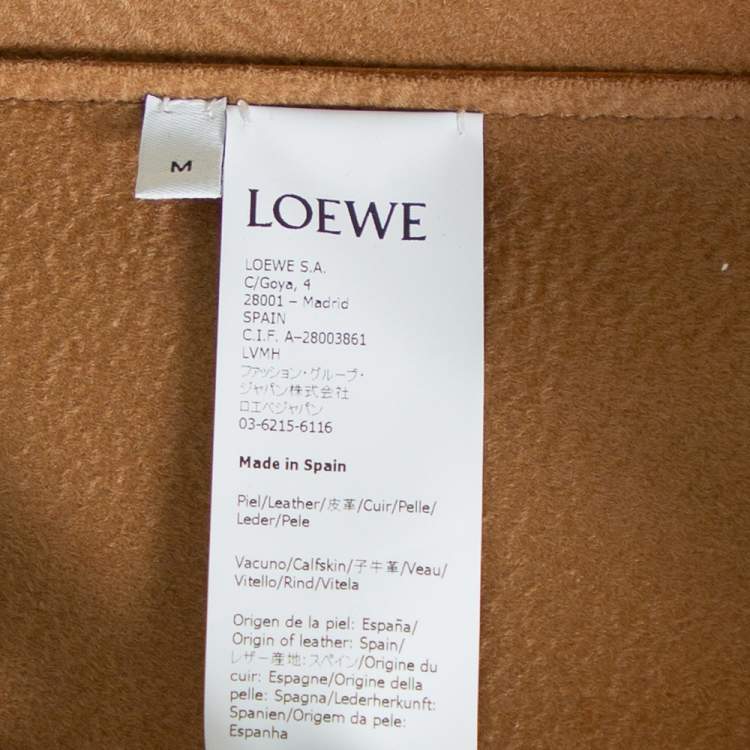 M
LOEWE
LOEWE S.A.
C/Goya, 4
28001 – Madrid
SPAIN
C.I.F. A–28003861
LVMH
ファッション・グループ・
ジャパン株式会社
ロエベジャパン
03-6215-6116
Made in Spain
Piel/Leather/皮革/Cuir/Pelle/
Leder/Pele
Vacuno/Calfskin/子牛革/Veau/
Vitello/Rind/Vitela
Origen de la piel: España/
Origin of leather: Spain/
レザー産地:スペイン/Origine du
cuir: Espagne/Origine della
pelle: Spagna/Lederherkunft:
Spanien/Origem da pele:
Espanha